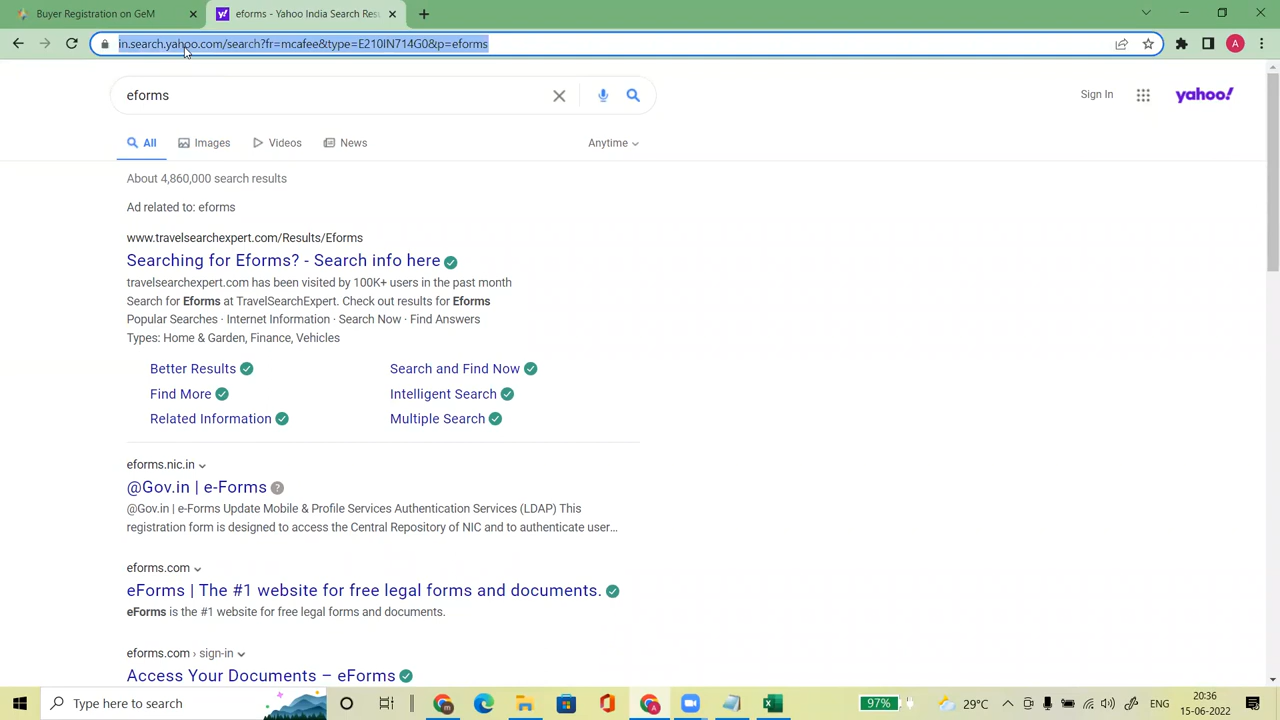 Buyer Registration on GeM
eforms - Yahoo India Search Res
in.search.yahoo.com/search?fr=mcafee&type=E210IN714G0&p=eforms
A
eforms
Sign In
yahoo!
All
Images
Videos
News
Anytime
About 4,860,000 search results
Ad related to: eforms
www.travelsearchexpert.com/Results/Eforms
Searching for Eforms? - Search info here
travelsearchexpert.com has been visited by 100K+ users in the past month
Search for Eforms at TravelSearchExpert. Check out results for Eforms
Popular Searches · Internet Information · Search Now · Find Answers
Types: Home & Garden, Finance, Vehicles
Better Results
Search and Find Now
Find More
Intelligent Search
Related Information
Multiple Search
eforms.nic.in
@Gov.in | e-Forms
@Gov.in | e-Forms Update Mobile & Profile Services Authentication Services (LDAP) This
registration form is designed to access the Central Repository of NIC and to authenticate user...
eforms.com
eForms | The #1 website for free legal forms and documents.
eForms is the #1 website for free legal forms and documents.
eforms.com › sign-in
Access Your Documents – eForms
Type here to search
97%
29°C
ENG
20:36
15-06-2022